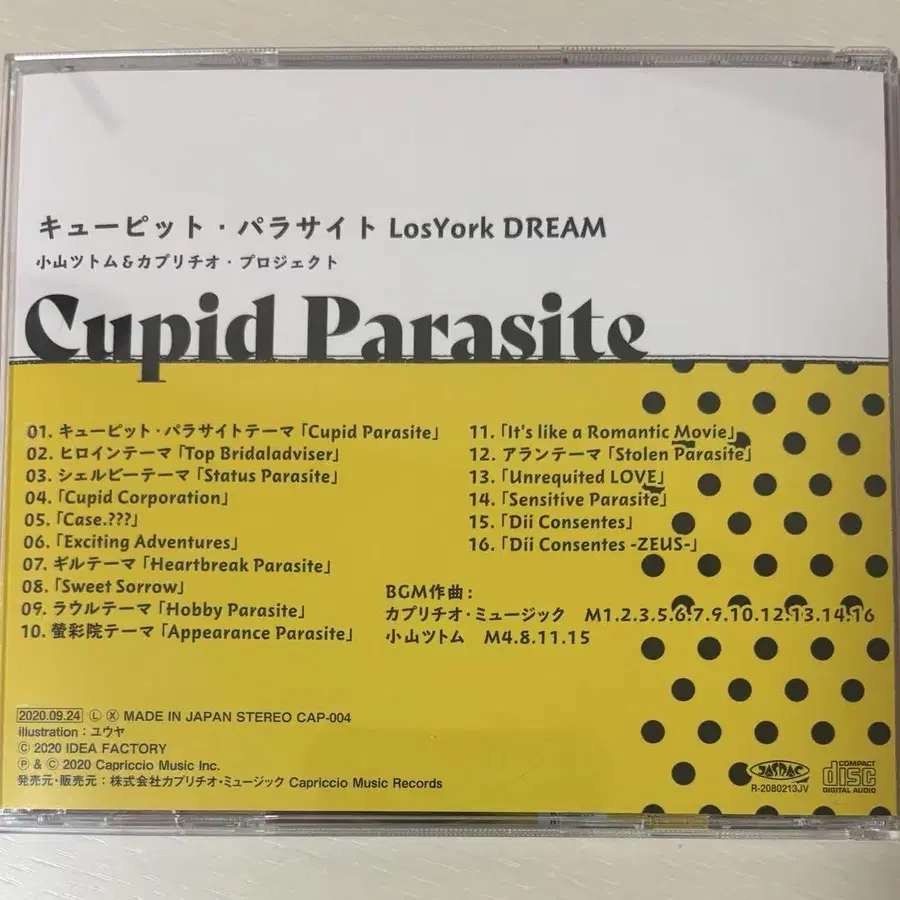 キューピット・パラサイト LosYork DREAM
小山ツトム&カプリチオ・プロジェクト
Cupid Parasite
01. キューピット・パラサイトテーマ「Cupid Parasite」
02. ヒロインテーマ「Top Bridaladviser」
03. シェルビーテーマ「Status Parasite」
04.「Cupid Corporation」
05.「Case.???」
06.「Exciting Adventures」
07. ギルテーマ「Heartbreak Parasite」
08.「Sweet Sorrow」
09. ラウルテーマ「Hobby Parasite」
10. 螢彩院テーマ「Appearance Parasite」
11.「It's like a Romantic Movie」
12. アランテーマ「Stolen Parasite」
13.「Unrequited LOVE」
14.「Sensitive Parasite」
15.「Dii Consentes」
16.「Dii Consentes -ZEUS-」
BGM作曲:
カプリチオ・ミュージック M1.2.3.5.6.7.9.10.12.13.14.16
小山ツトム M4.8.11.15
2020.09.24 Ⓛ Ⓧ MADE IN JAPAN STEREO CAP-004
illustration:ユウヤ
© 2020 IDEA FACTORY
Ⓟ & © 2020 Capriccio Music Inc.
発売元・販売元:株式会社カプリチオ・ミュージック Capriccio Music Records
JASRAC
R-2080213JV
COMPACT
disc
DIGITAL AUDIO